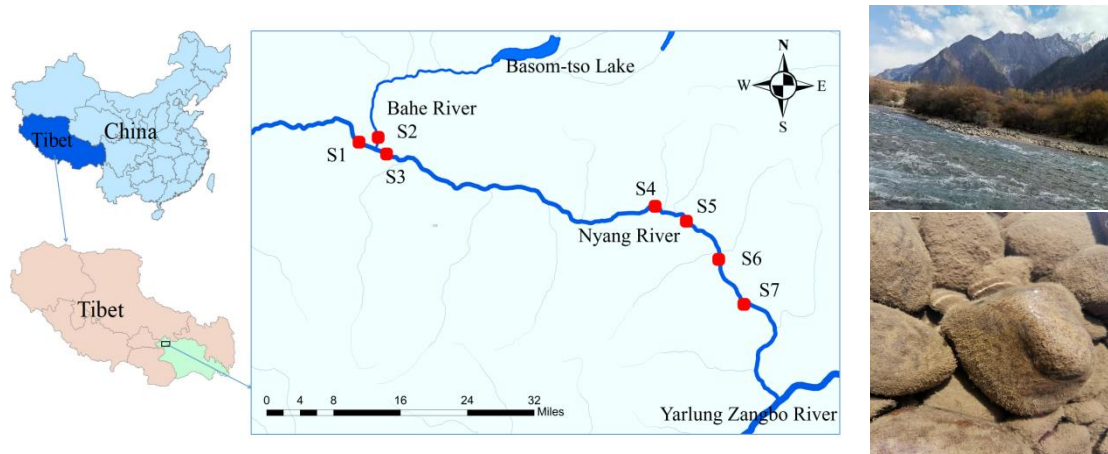 China
Tibet
Tibet
Basom-tso Lake
Bahe River
S1
S2
S3
S4
S5
Nyang River
S6
S7
Yarlung Zangbo River
N
W
E
S
0 4 8 16 24 32
Miles